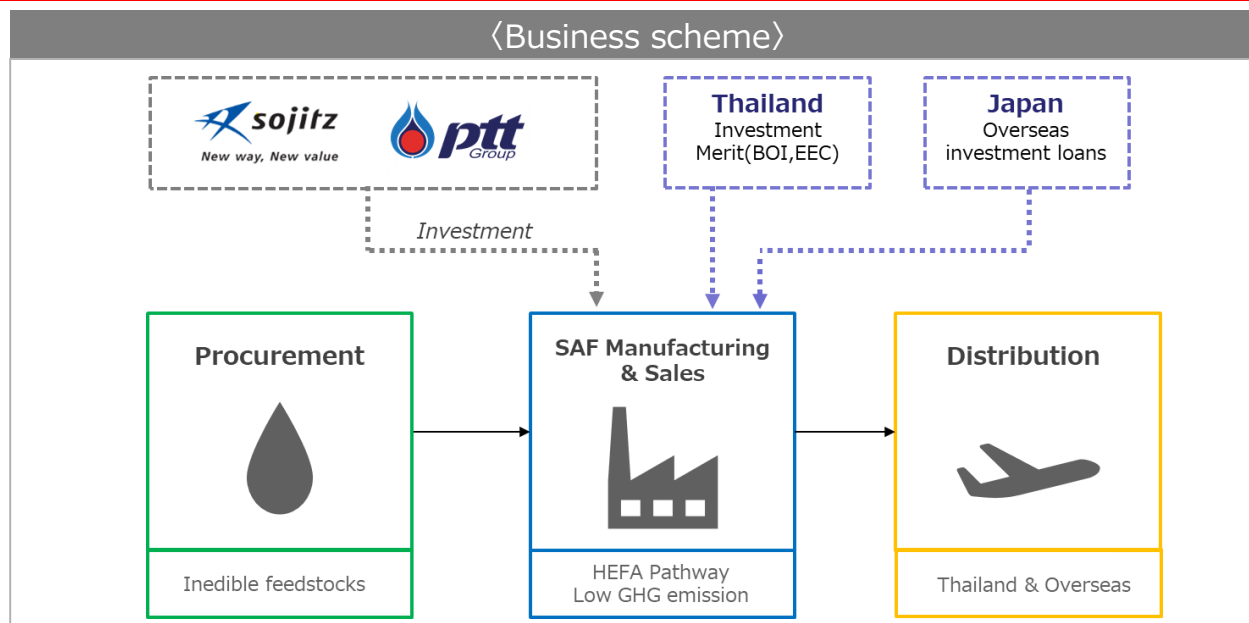 〈Business scheme〉
sojitz
New way, New value
ptt
Group
Thailand
Investment
Merit(BOI,EEC)
Japan
Overseas
investment loans
Investment
Procurement
SAF Manufacturing
& Sales
Distribution
Inedible feedstocks
HEFA Pathway
Low GHG emission
Thailand & Overseas